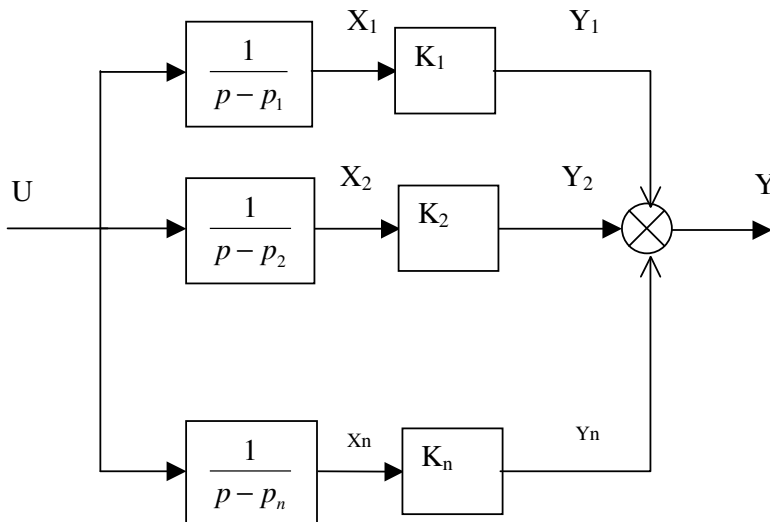 X₁
Y₁
1
p − p₁
K₁
U
X₂
Y₂
Y
1
p − p₂
K₂
Xn
Yn
1
p − pₙ
Kₙ